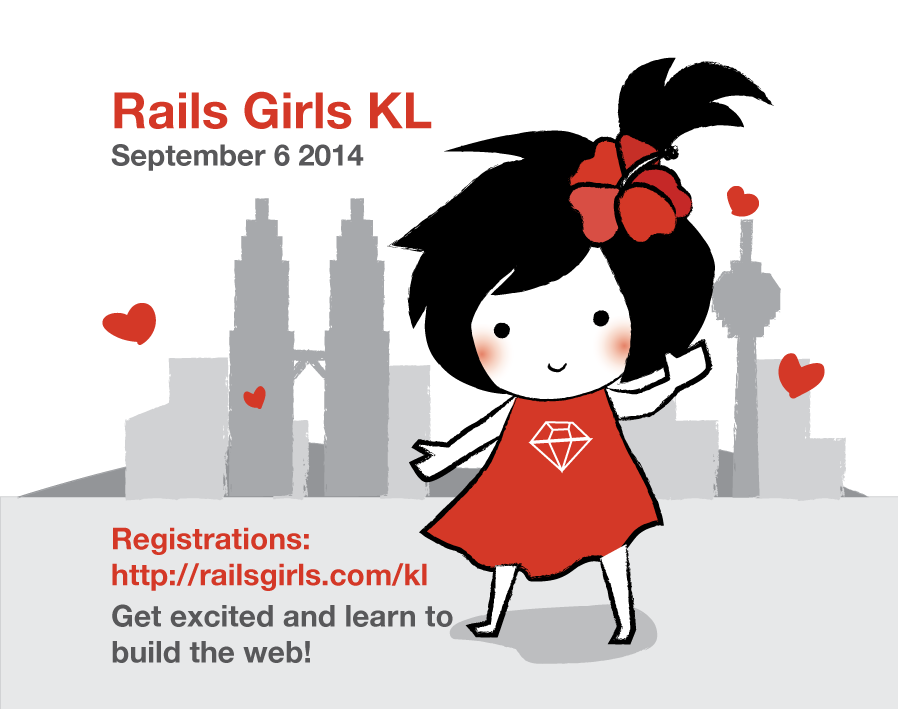 Rails Girls KL
September 6 2014
Registrations:
http://railsgirls.com/kl
Get excited and learn to
build the web!